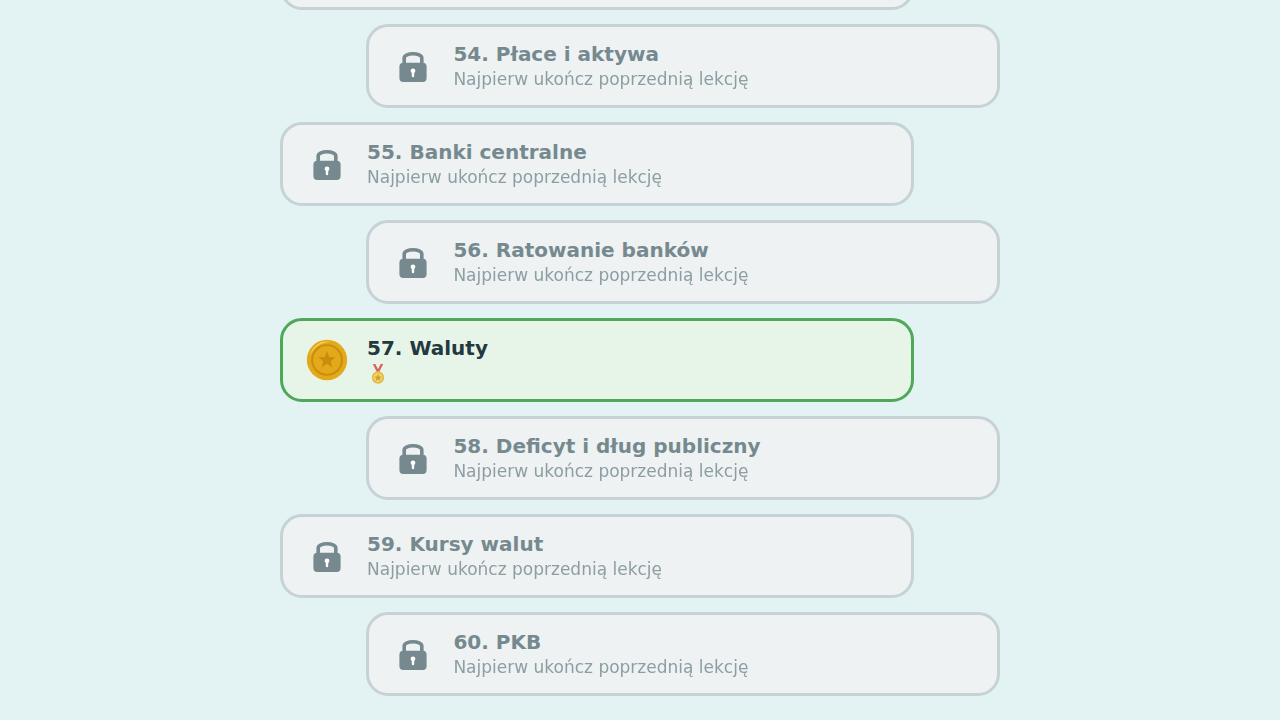 54. Płace i aktywa
Najpierw ukończ poprzednią lekcję
55. Banki centralne
Najpierw ukończ poprzednią lekcję
56. Ratowanie banków
Najpierw ukończ poprzednią lekcję
57. Waluty
58. Deficyt i dług publiczny
Najpierw ukończ poprzednią lekcję
59. Kursy walut
Najpierw ukończ poprzednią lekcję
60. PKB
Najpierw ukończ poprzednią lekcję